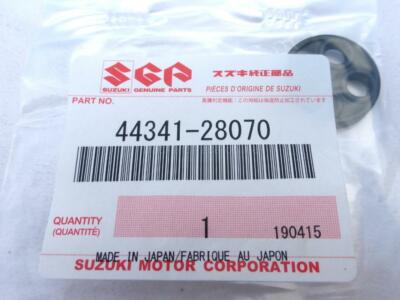 SGP スズキ純正部品
SUZUKI GENUINE PARTS PIÈCES D'ORIGINE DE SUZUKI
PART NO.
44341-28070
QUANTITY
(QUANTITÉ)
1
190415
MADE IN JAPAN/FABRIQUE AU JAPON
SUZUKI MOTOR CORPORATION